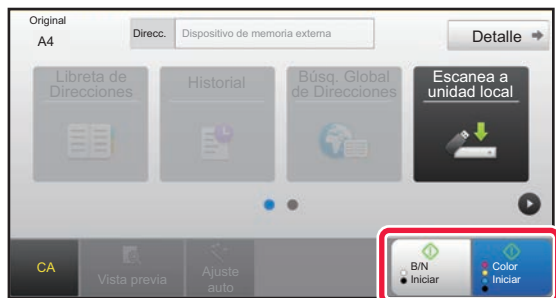 Original
A4
Direcc.
Dispositivo de memoria externa
Detalle
Libreta de
Direcciones
Historial
Búsq. Global
de Direcciones
Escanea a
unidad local
CA
Vista previa
Ajuste
auto
B/N
Iniciar
Color
Iniciar